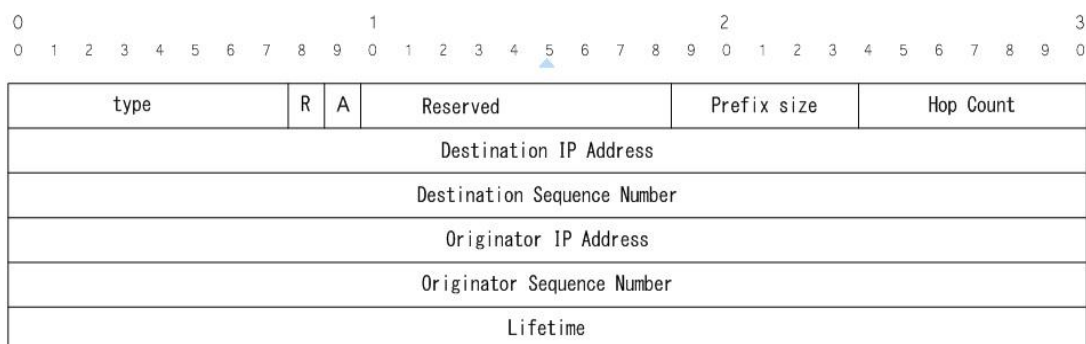 0 1 2 3
0 1 2 3 4 5 6 7 8 9 0 1 2 3 4 5 6 7 8 9 0 1 2 3 4 5 6 7 8 9 0
type R A Reserved Prefix size Hop Count
Destination IP Address
Destination Sequence Number
Originator IP Address
Originator Sequence Number
Lifetime